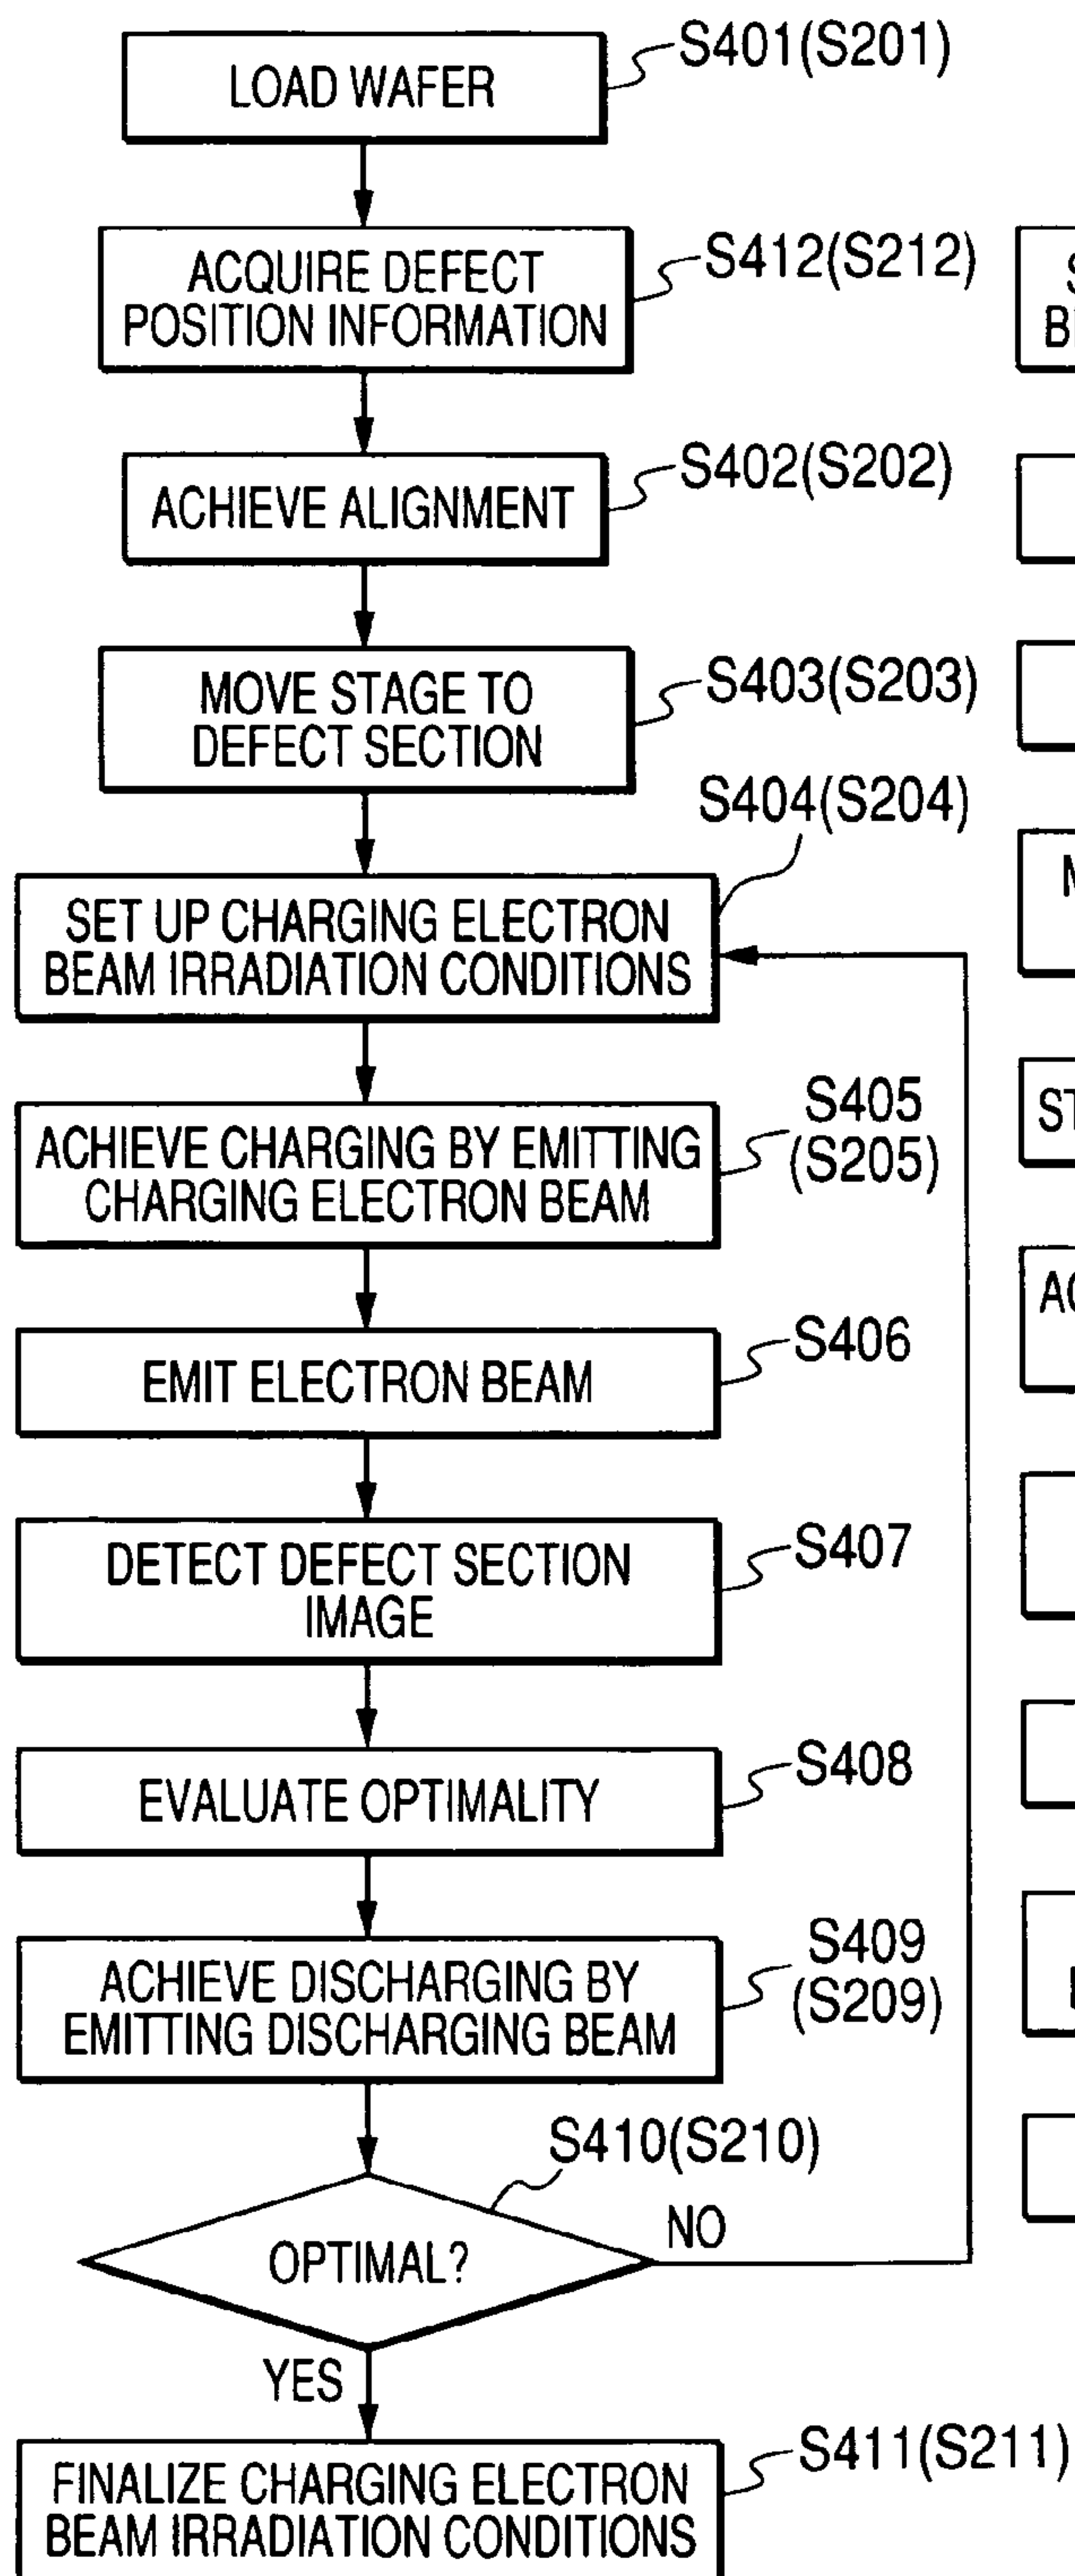 LOAD WAFER
S401(S201)
ACQUIRE DEFECT
POSITION INFORMATION
S412(S212)
ACHIEVE ALIGNMENT
S402(S202)
MOVE STAGE TO
DEFECT SECTION
S403(S203)
S404(S204)
SET UP CHARGING ELECTRON
BEAM IRRADIATION CONDITIONS
ACHIEVE CHARGING BY EMITTING
CHARGING ELECTRON BEAM
S405
(S205)
EMIT ELECTRON BEAM
S406
DETECT DEFECT SECTION
IMAGE
S407
EVALUATE OPTIMALITY
S408
ACHIEVE DISCHARGING BY
EMITTING DISCHARGING BEAM
S409
(S209)
S410(S210)
OPTIMAL?
NO
YES
FINALIZE CHARGING ELECTRON
BEAM IRRADIATION CONDITIONS
S411(S211)